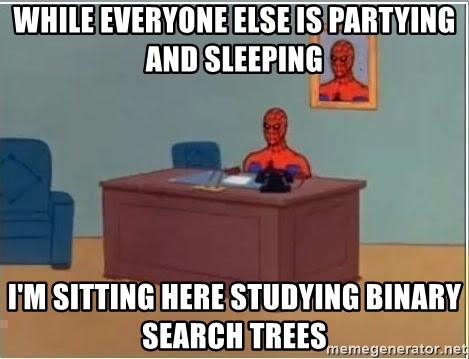 WHILE EVERYONE ELSE IS PARTYING
AND SLEEPING
I'M SITTING HERE STUDYING BINARY
SEARCH TREES
memegenerator.net